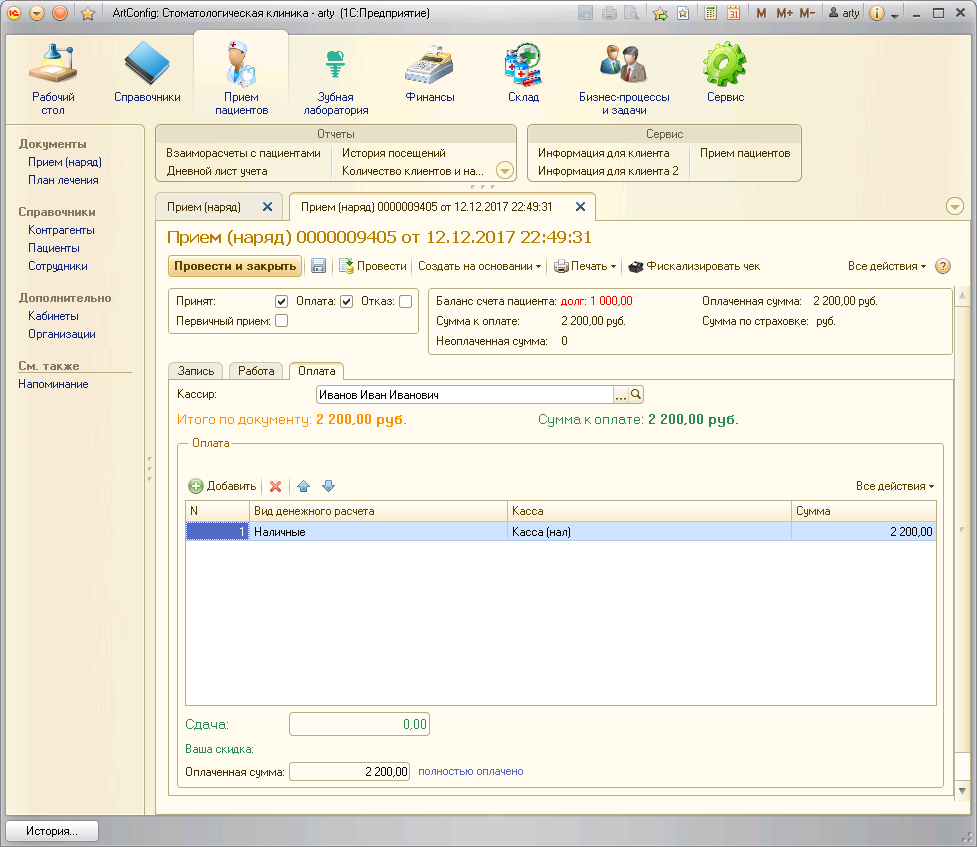 ArtConfig: Стоматологическая клиника - arty (1С:Предприятие)
M M+ M- arty
Рабочий стол
Справочники
Прием пациентов
Зубная лаборатория
Финансы
Склад
Бизнес-процессы и задачи
Сервис
Документы
Прием (наряд)
План лечения
Справочники
Контрагенты
Пациенты
Сотрудники
Дополнительно
Кабинеты
Организации
См. также
Напоминание
Отчеты
Взаиморасчеты с пациентами
История посещений
Дневной лист учета
Количество клиентов и на...
Сервис
Информация для клиента
Прием пациентов
Информация для клиента 2
Прием (наряд)
Прием (наряд) 0000009405 от 12.12.2017 22:49:31
Прием (наряд) 0000009405 от 12.12.2017 22:49:31
Провести и закрыть
Провести
Создать на основании
Печать
Фискализировать чек
Все действия
Принят:
Оплата:
Отказ:
Первичный прием:
Баланс счета пациента: долг: 1 000,00
Оплаченная сумма: 2 200,00 руб.
Сумма к оплате: 2 200,00 руб.
Сумма по страховке: руб.
Неоплаченная сумма: 0
Запись
Работа
Оплата
Кассир: Иванов Иван Иванович
Итого по документу: 2 200,00 руб.
Сумма к оплате: 2 200,00 руб.
Оплата
Добавить
Все действия
N Вид денежного расчета Касса Сумма
1 Наличные Касса (нал) 2 200,00
Сдача: 0,00
Ваша скидка:
Оплаченная сумма: 2 200,00 полностью оплачено
История...